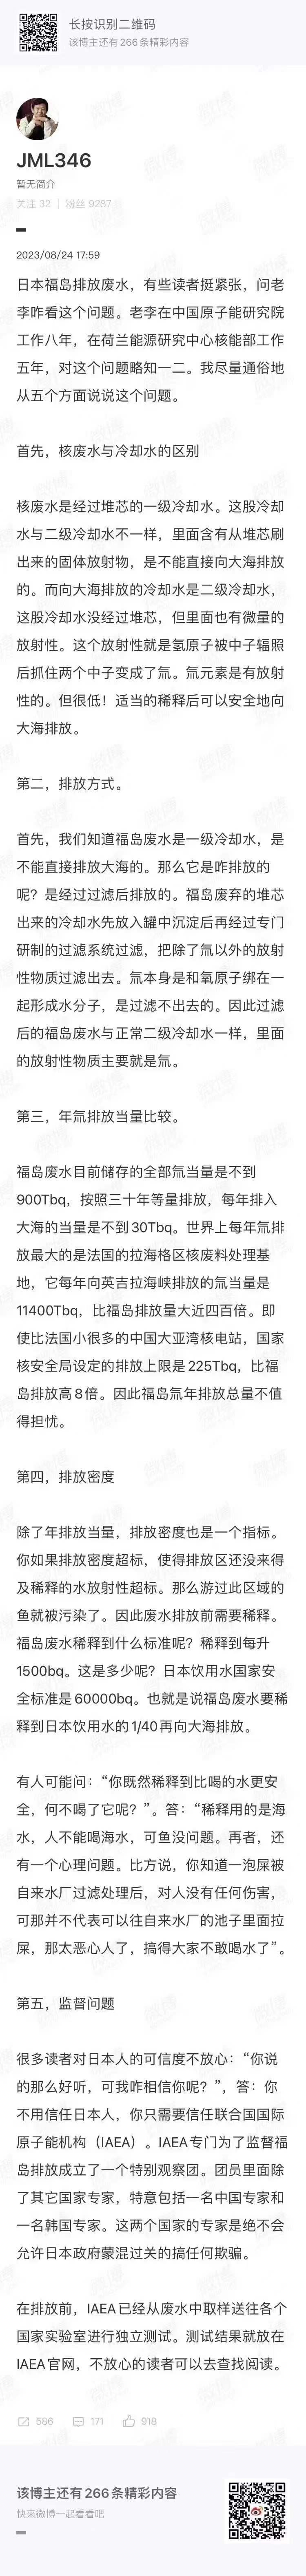 长按识别二维码
该博主还有266条精彩内容
JML346
暂无简介
关注 32 | 粉丝 9287
2023/08/24 17:59
日本福岛排放废水，有些读者挺紧张，问老
李咋看这个问题。老李在中国原子能研究院
工作八年，在荷兰能源研究中心核能部工作
五年，对这个问题略知一二。我尽量通俗地
从五个方面说说这个问题。
首先，核废水与冷却水的区别
核废水是经过堆芯的一级冷却水。这股冷却
水与二级冷却水不一样，里面含有从堆芯刷
出来的固体放射物，是不能直接向大海排放
的。而向大海排放的冷却水是二级冷却水，
这股冷却水没经过堆芯，但里面也有微量的
放射性。这个放射性就是氢原子被中子辐照
后抓住两个中子变成了氚。氚元素是有放射
性的。但很低！适当的稀释后可以安全地向
大海排放。
第二，排放方式。
首先，我们知道福岛废水是一级冷却水，是
不能直接排放大海的。那么它是咋排放的
呢？是经过过滤后排放的。福岛废弃的堆芯
出来的冷却水先放入罐中沉淀后再经过专门
研制的过滤系统过滤，把除了氚以外的放射
性物质过滤出去。氚本身是和氧原子绑在一
起形成水分子，是过滤不出去的。因此过滤
后的福岛废水与正常二级冷却水一样，里面
的放射性物质主要就是氚。
第三，年氚排放当量比较。
福岛废水目前储存的全部氚当量是不到
900Tbq，按照三十年等量排放，每年排入
大海的当量是不到30Tbq。世界上每年氚排
放最大的是法国的拉海格区核废料处理基
地，它每年向英吉拉海峡排放的氚当量是
11400Tbq，比福岛排放量大近四百倍。即
使比法国小很多的中国大亚湾核电站，国家
核安全局设定的排放上限是225Tbq，比福
岛排放高8倍。因此福岛氚年排放总量不值
得担忧。
第四，排放密度
除了年排放当量，排放密度也是一个指标。
你如果排放密度超标，使得排放区还没来得
及稀释的水放射性超标。那么游过此区域的
鱼就被污染了。因此废水排放前需要稀释。
福岛废水稀释到什么标准呢？稀释到每升
1500bq。这是多少呢？日本饮用水国家安
全标准是60000bq。也就是说福岛废水要稀
释到日本饮用水的1/40再向大海排放。
有人可能问：“你既然稀释到比喝的水更安
全，何不喝了它呢？”。答：“稀释用的是海
水，人不能喝海水，可鱼没问题。再者，还
有一个心理问题。比方说，你知道一泡屎被
自来水厂过滤处理后，对人没有任何伤害，
可那并不代表可以往自来水厂的池子里面拉
屎，那太恶心人了，搞得大家不敢喝水了”。
第五，监督问题
很多读者对日本人的可信度不放心：“你说
的那么好听，可我咋相信你呢？”，答：你
不用信任日本人，你只需要信任联合国国际
原子能机构（IAEA）。IAEA专门为了监督福
岛排放成立了一个特别观察团。团员里面除
了其它国家专家，特意包括一名中国专家和
一名韩国专家。这两个国家的专家是绝不会
允许日本政府蒙混过关的搞任何欺骗。
在排放前，IAEA已经从废水中取样送往各个
国家实验室进行独立测试。测试结果就放在
IAEA官网，不放心的读者可以去查找阅读。
586 171 918
该博主还有266条精彩内容
快来微博一起看看吧